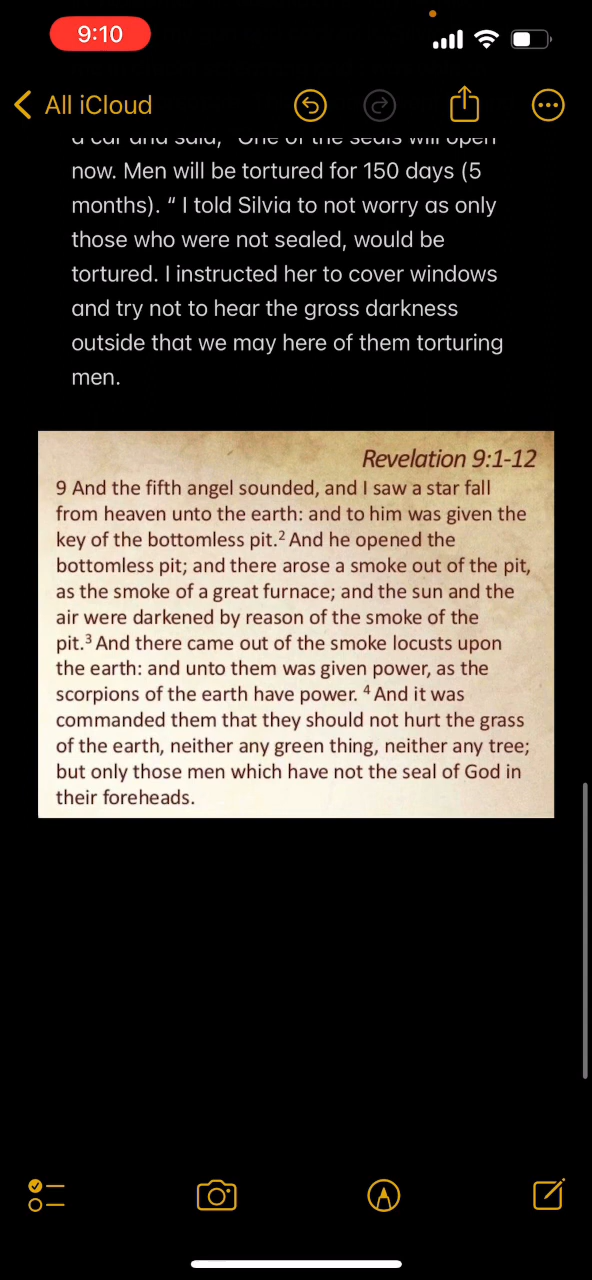 9:10
All iCloud
a car and said, "One of the seals will open
now. Men will be tortured for 150 days (5
months). “ I told Silvia to not worry as only
those who were not sealed, would be
tortured. I instructed her to cover windows
and try not to hear the gross darkness
outside that we may here of them torturing
men.
Revelation 9:1-12
9 And the fifth angel sounded, and I saw a star fall
from heaven unto the earth: and to him was given the
key of the bottomless pit.² And he opened the
bottomless pit; and there arose a smoke out of the pit,
as the smoke of a great furnace; and the sun and the
air were darkened by reason of the smoke of the
pit.³ And there came out of the smoke locusts upon
the earth: and unto them was given power, as the
scorpions of the earth have power. ⁴ And it was
commanded them that they should not hurt the grass
of the earth, neither any green thing, neither any tree;
but only those men which have not the seal of God in
their foreheads.